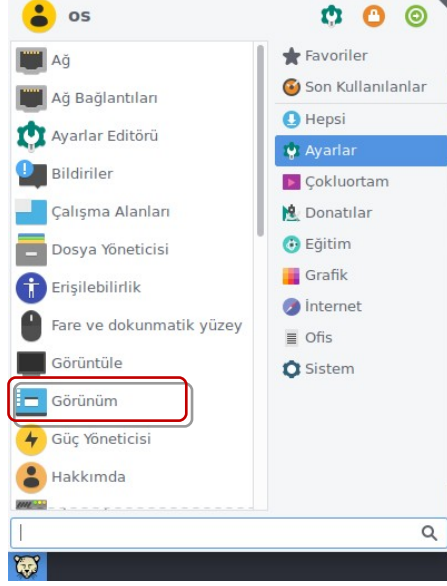 os
Ağ
Ağ Bağlantıları
Ayarlar Editörü
Bildiriler
Çalışma Alanları
Dosya Yöneticisi
Erişilebilirlik
Fare ve dokunmatik yüzey
Görüntüle
Görünüm
Güç Yöneticisi
Hakkımda
Favoriler
Son Kullanılanlar
Hepsi
Ayarlar
Çokluortam
Donatılar
Eğitim
Grafik
İnternet
Ofis
Sistem